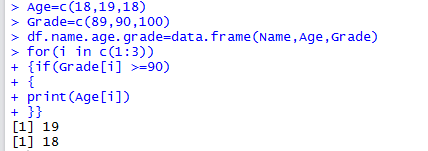 > Age=c(18,19,18)
> Grade=c(89,90,100)
> df.name.age.grade=data.frame(Name,Age,Grade)
> for(i in c(1:3))
+ {if(Grade[i] >=90)
+ {
+ print(Age[i])
+ }}
[1] 19
[1] 18